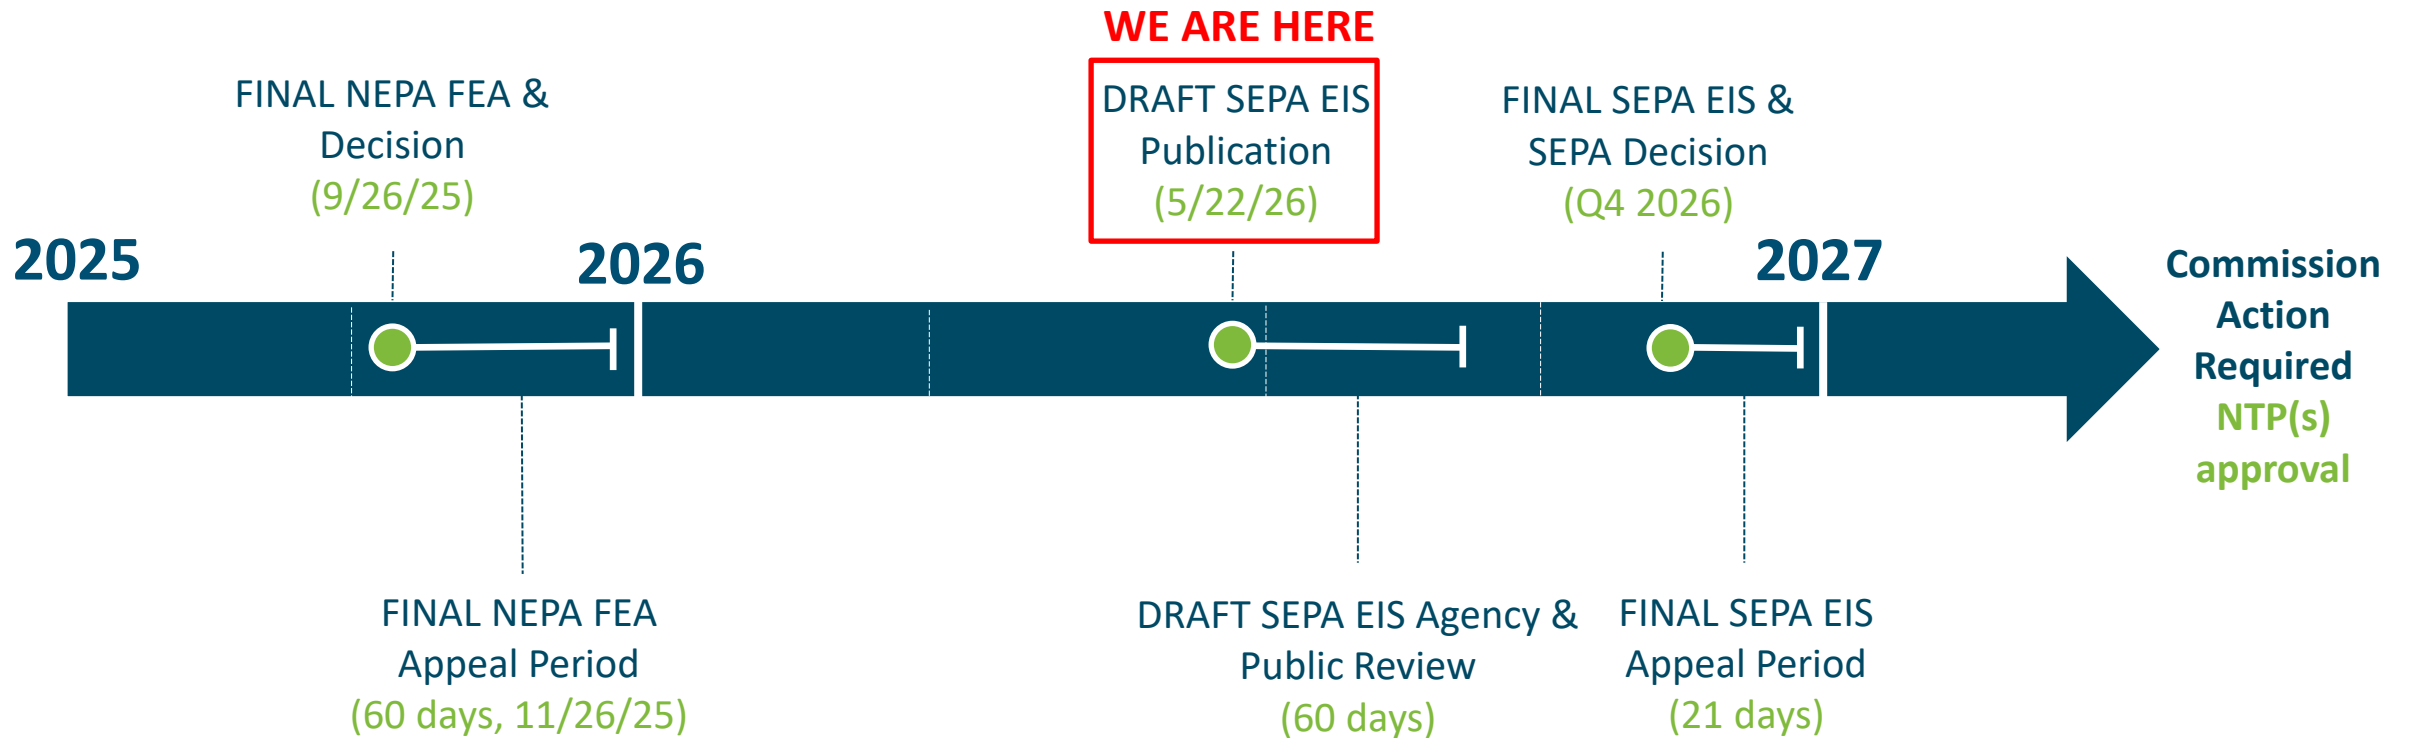 WE ARE HERE
FINAL NEPA FEA &
Decision
(9/26/25)
DRAFT SEPA EIS
Publication
(5/22/26)
FINAL SEPA EIS &
SEPA Decision
(Q4 2026)
2025
2026
2027
Commission
Action
Required
NTP(s)
approval
FINAL NEPA FEA
Appeal Period
(60 days, 11/26/25)
DRAFT SEPA EIS Agency &
Public Review
(60 days)
FINAL SEPA EIS
Appeal Period
(21 days)